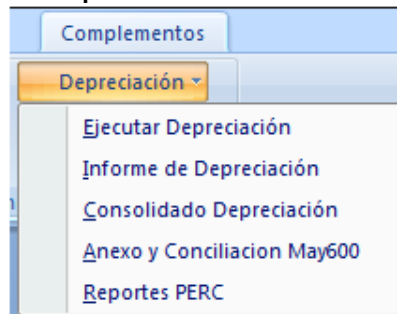 Complementos
Depreciación
Ejecutar Depreciación
Informe de Depreciación
Consolidado Depreciación
Anexo y Conciliacion May600
Reportes PERC